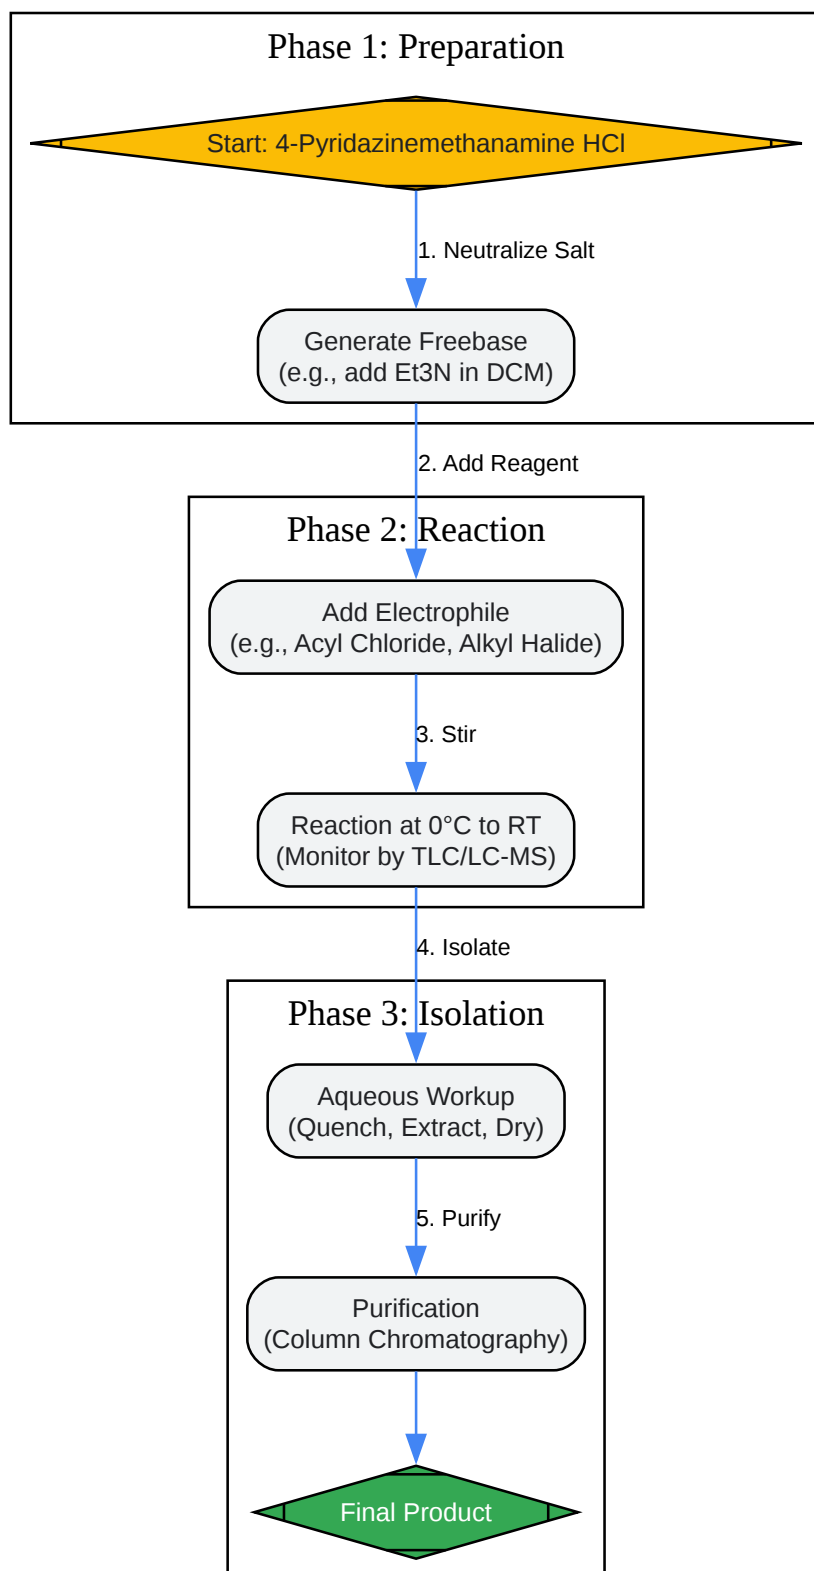 Phase 1: Preparation
Start: 4-Pyridazinemethanamine HCl
1. Neutralize Salt
Generate Freebase
(e.g., add Et3N in DCM)
2. Add Reagent
Phase 2: Reaction
Add Electrophile
(e.g., Acyl Chloride, Alkyl Halide)
3. Stir
Reaction at 0°C to RT
(Monitor by TLC/LC-MS)
4. Isolate
Phase 3: Isolation
Aqueous Workup
(Quench, Extract, Dry)
5. Purify
Purification
(Column Chromatography)
Final Product